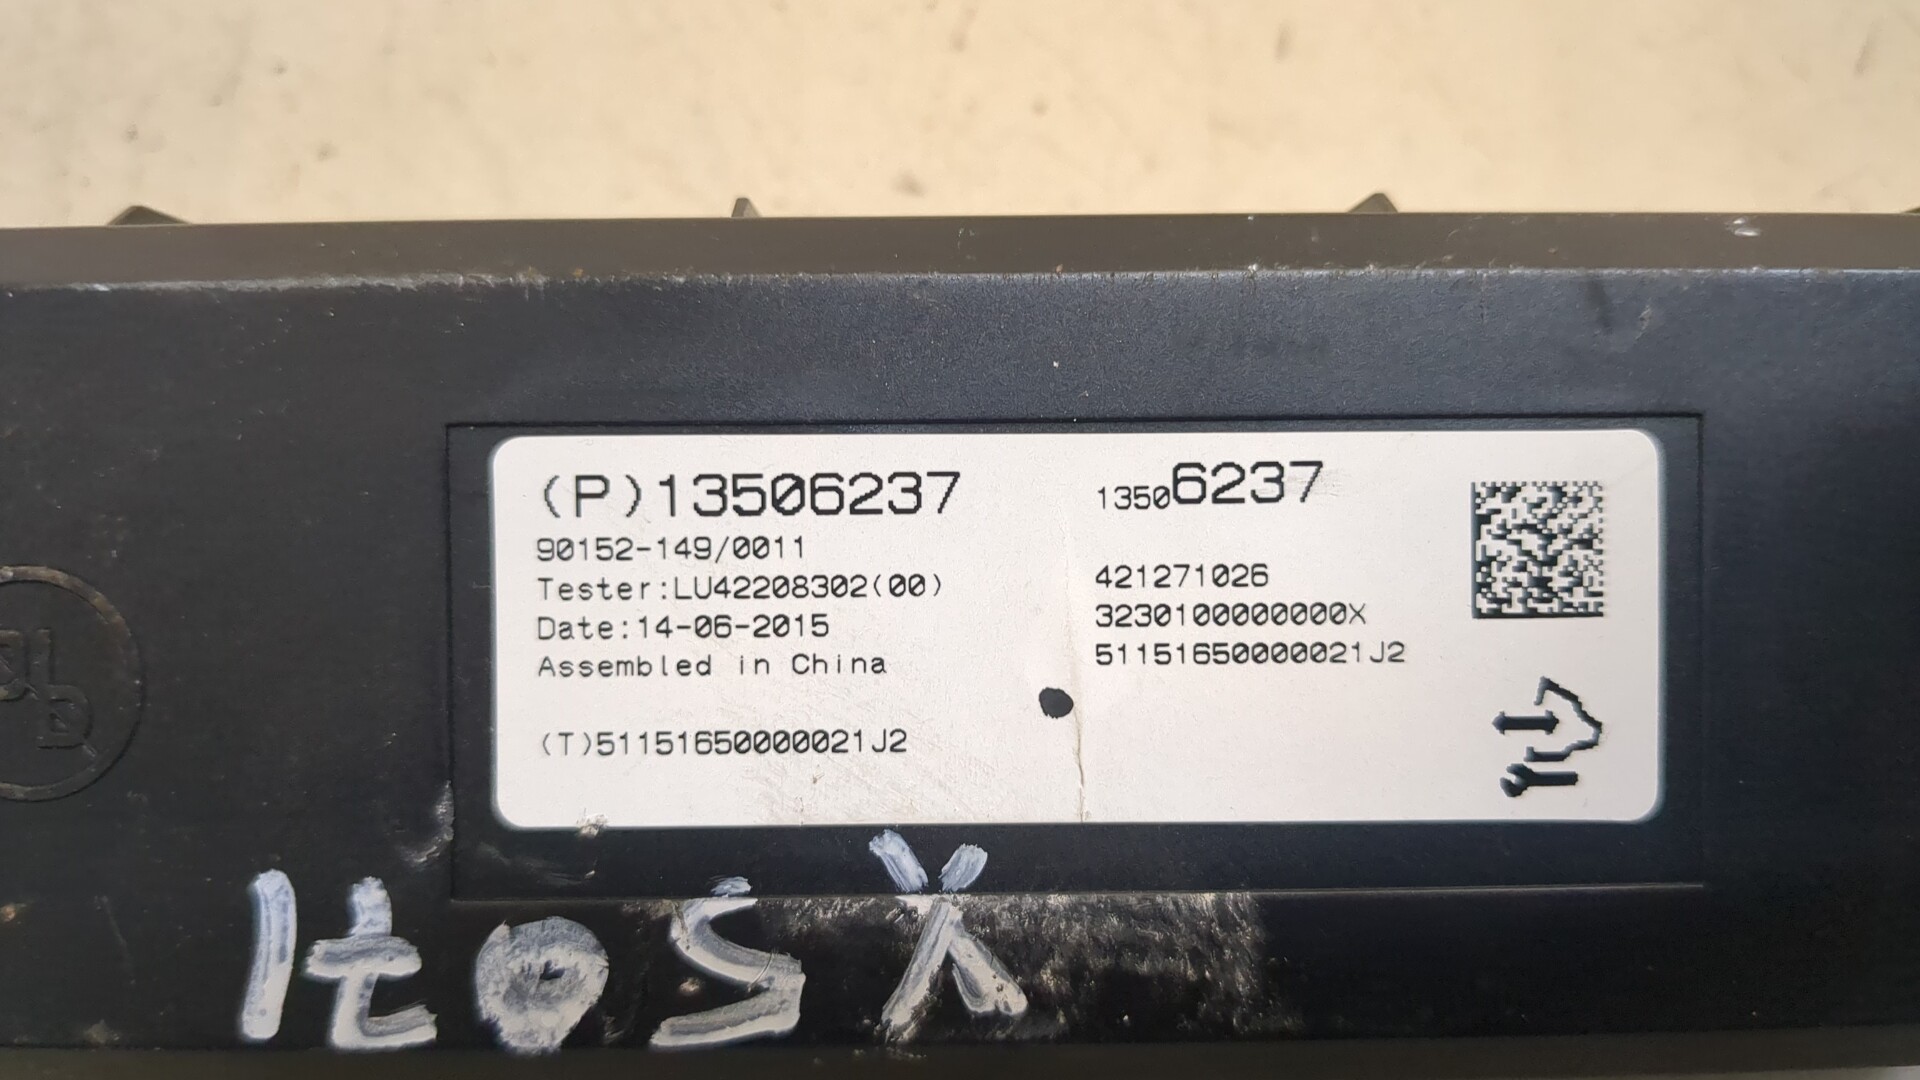 (P)13506237
90152-149/0011
Tester:LU42208302(00)
Date:14-06-2015
Assembled in China
(T)51151650000021J2
13506237
421271026
3230100000000X
51151650000021J2
X5071